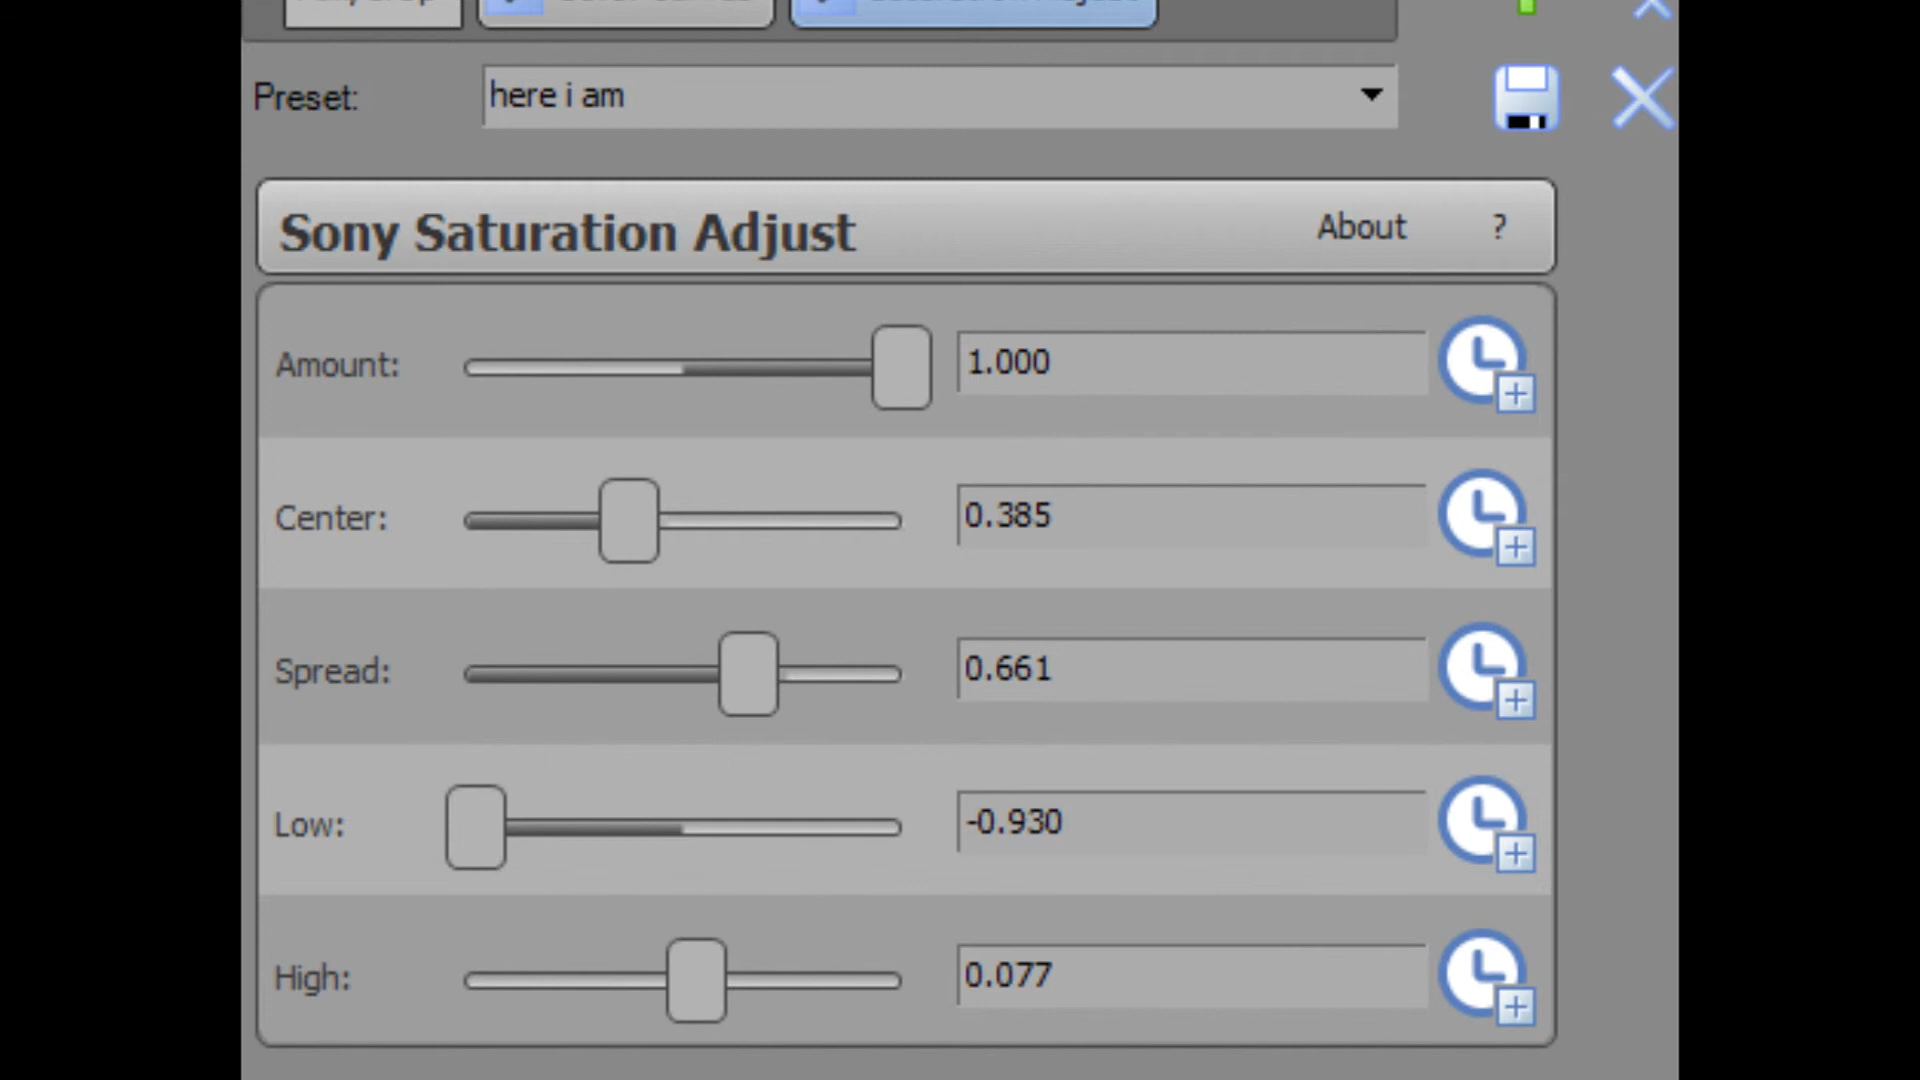 Preset:
here i am
Sony Saturation Adjust
About
?
Amount:
1.000
Center:
0.385
Spread:
0.661
Low:
-0.930
High:
0.077